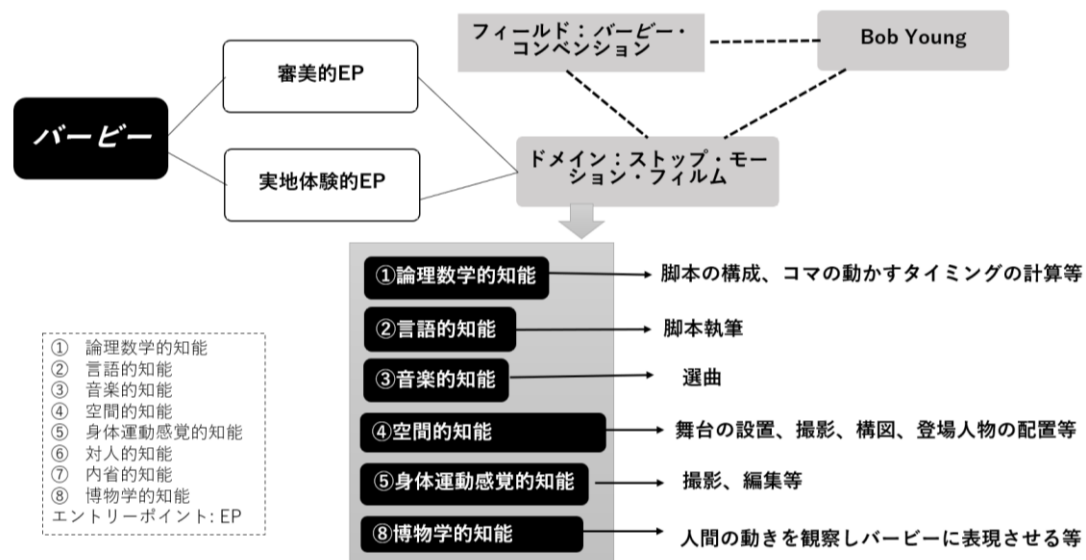 フィールド：バービー・
コンベンション
Bob Young
審美的EP
バービー
実地体験的EP
ドメイン：ストップ・モー
ション・フィルム
①論理数学的知能
脚本の構成、コマの動かすタイミングの計算等
②言語的知能
脚本執筆
③音楽的知能
選曲
④空間的知能
舞台の設置、撮影、構図、登場人物の配置等
⑤身体運動感覚的知能
撮影、編集等
⑧博物学的知能
人間の動きを観察しバービーに表現させる等
① 論理数学的知能
② 言語的知能
③ 音楽的知能
④ 空間的知能
⑤ 身体運動感覚的知能
⑥ 対人的知能
⑦ 内省的知能
⑧ 博物学的知能
エントリーポイント: EP